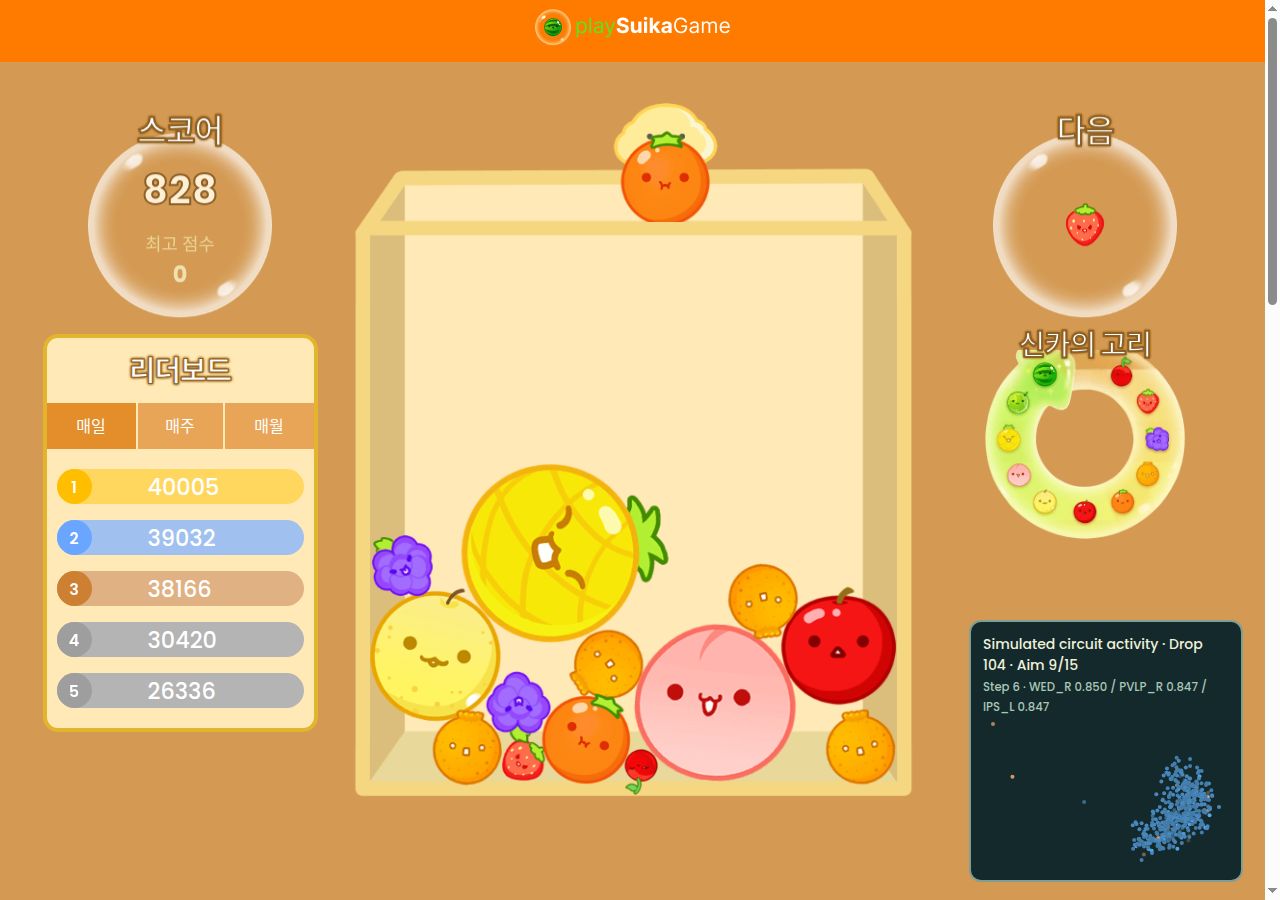 playSuikaGame
스코어
828
최고 점수
0
리더보드
매일 매주 매월
1 40005
2 39032
3 38166
4 30420
5 26336
다음
신카의 고리
Simulated circuit activity · Drop
104 · Aim 9/15
Step 6 · WED_R 0.850 / PVLP_R 0.847 /
IPS_L 0.847